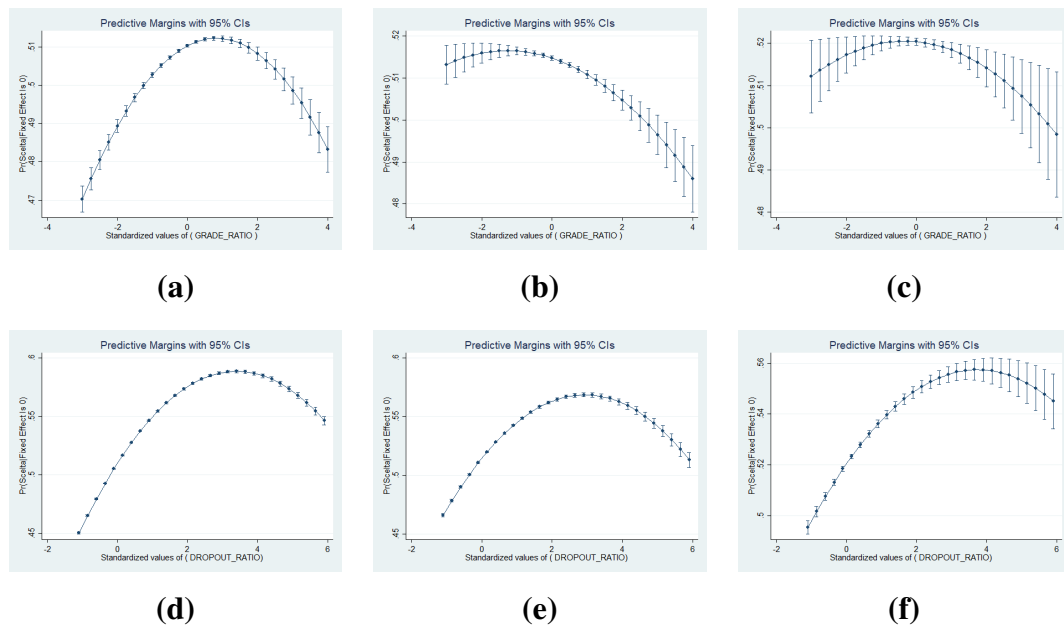 Predictive Margins with 95% CIs
Pr(Scelta|Fixed Effect Is 0)
.51
.5
.49
.48
.47
-4 -2 0 2 4
Standardized values of ( GRADE_RATIO )
(a)
Predictive Margins with 95% CIs
Pr(Scelta|Fixed Effect Is 0)
.52
.51
.5
.49
.48
-4 -2 0 2 4
Standardized values of ( GRADE_RATIO )
(b)
Predictive Margins with 95% CIs
Pr(Scelta|Fixed Effect Is 0)
.52
.51
.5
.49
.48
-4 -2 0 2 4
Standardized values of ( GRADE_RATIO )
(c)
Predictive Margins with 95% CIs
Pr(Scelta|Fixed Effect Is 0)
.6
.55
.5
.45
-2 0 2 4 6
Standardized values of ( DROPOUT_RATIO)
(d)
Predictive Margins with 95% CIs
Pr(Scelta|Fixed Effect Is 0)
.6
.55
.5
.45
-2 0 2 4 6
Standardized values of ( DROPOUT_RATIO)
(e)
Predictive Margins with 95% CIs
Pr(Scelta|Fixed Effect Is 0)
.56
.54
.52
.5
-2 0 2 4 6
Standardized values of ( DROPOUT_RATIO)
(f)